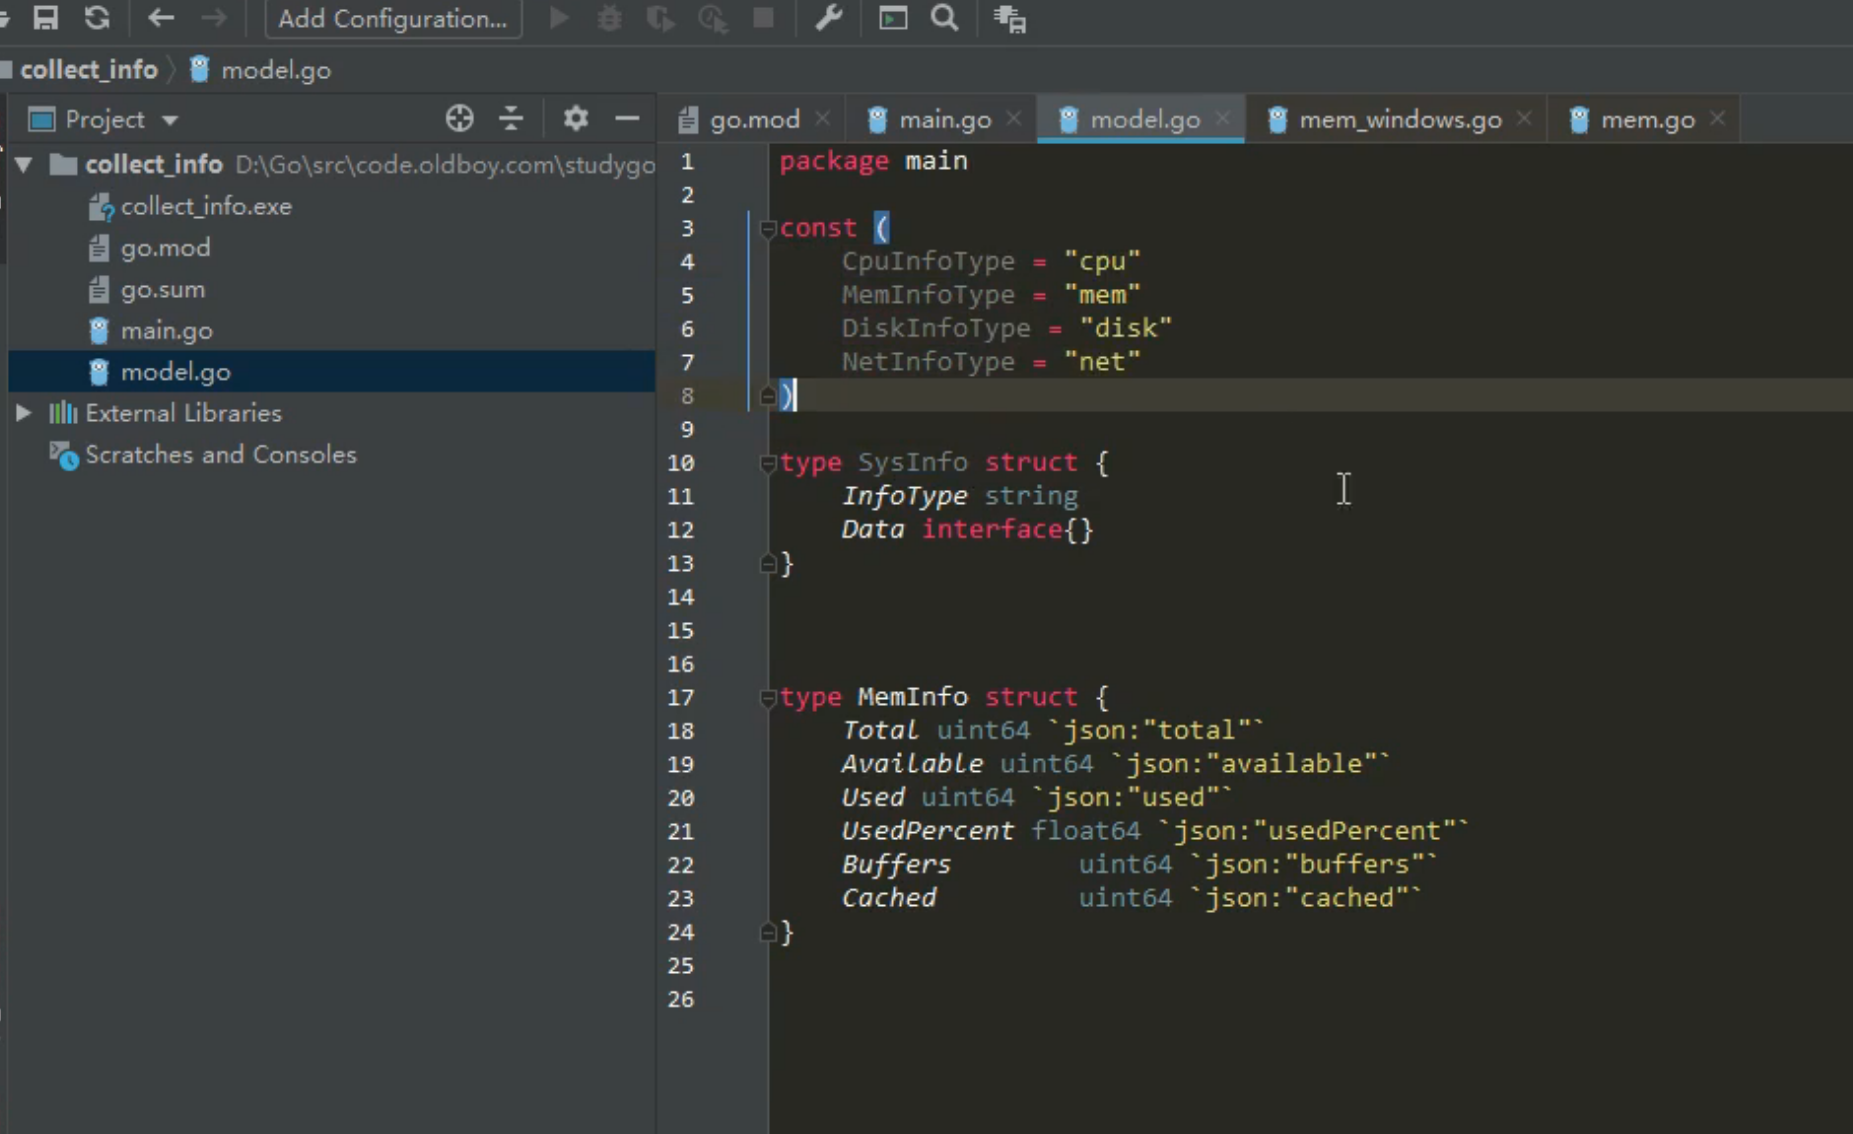 Add Configuration...
collect_info
model.go
Project
go.mod
main.go
model.go
mem_windows.go
mem.go
collect_info D:\Go\src\code.oldboy.com\studygo
collect_info.exe
go.mod
go.sum
main.go
model.go
External Libraries
Scratches and Consoles
1 package main
2
3 const (
4 CpuInfoType = "cpu"
5 MemInfoType = "mem"
6 DiskInfoType = "disk"
7 NetInfoType = "net"
8 )
9
10 type SysInfo struct {
11 InfoType string
12 Data interface{}
13 }
14
15
16
17 type MemInfo struct {
18 Total uint64 `json:"total"`
19 Available uint64 `json:"available"`
20 Used uint64 `json:"used"`
21 UsedPercent float64 `json:"usedPercent"`
22 Buffers uint64 `json:"buffers"`
23 Cached uint64 `json:"cached"`
24 }
25
26